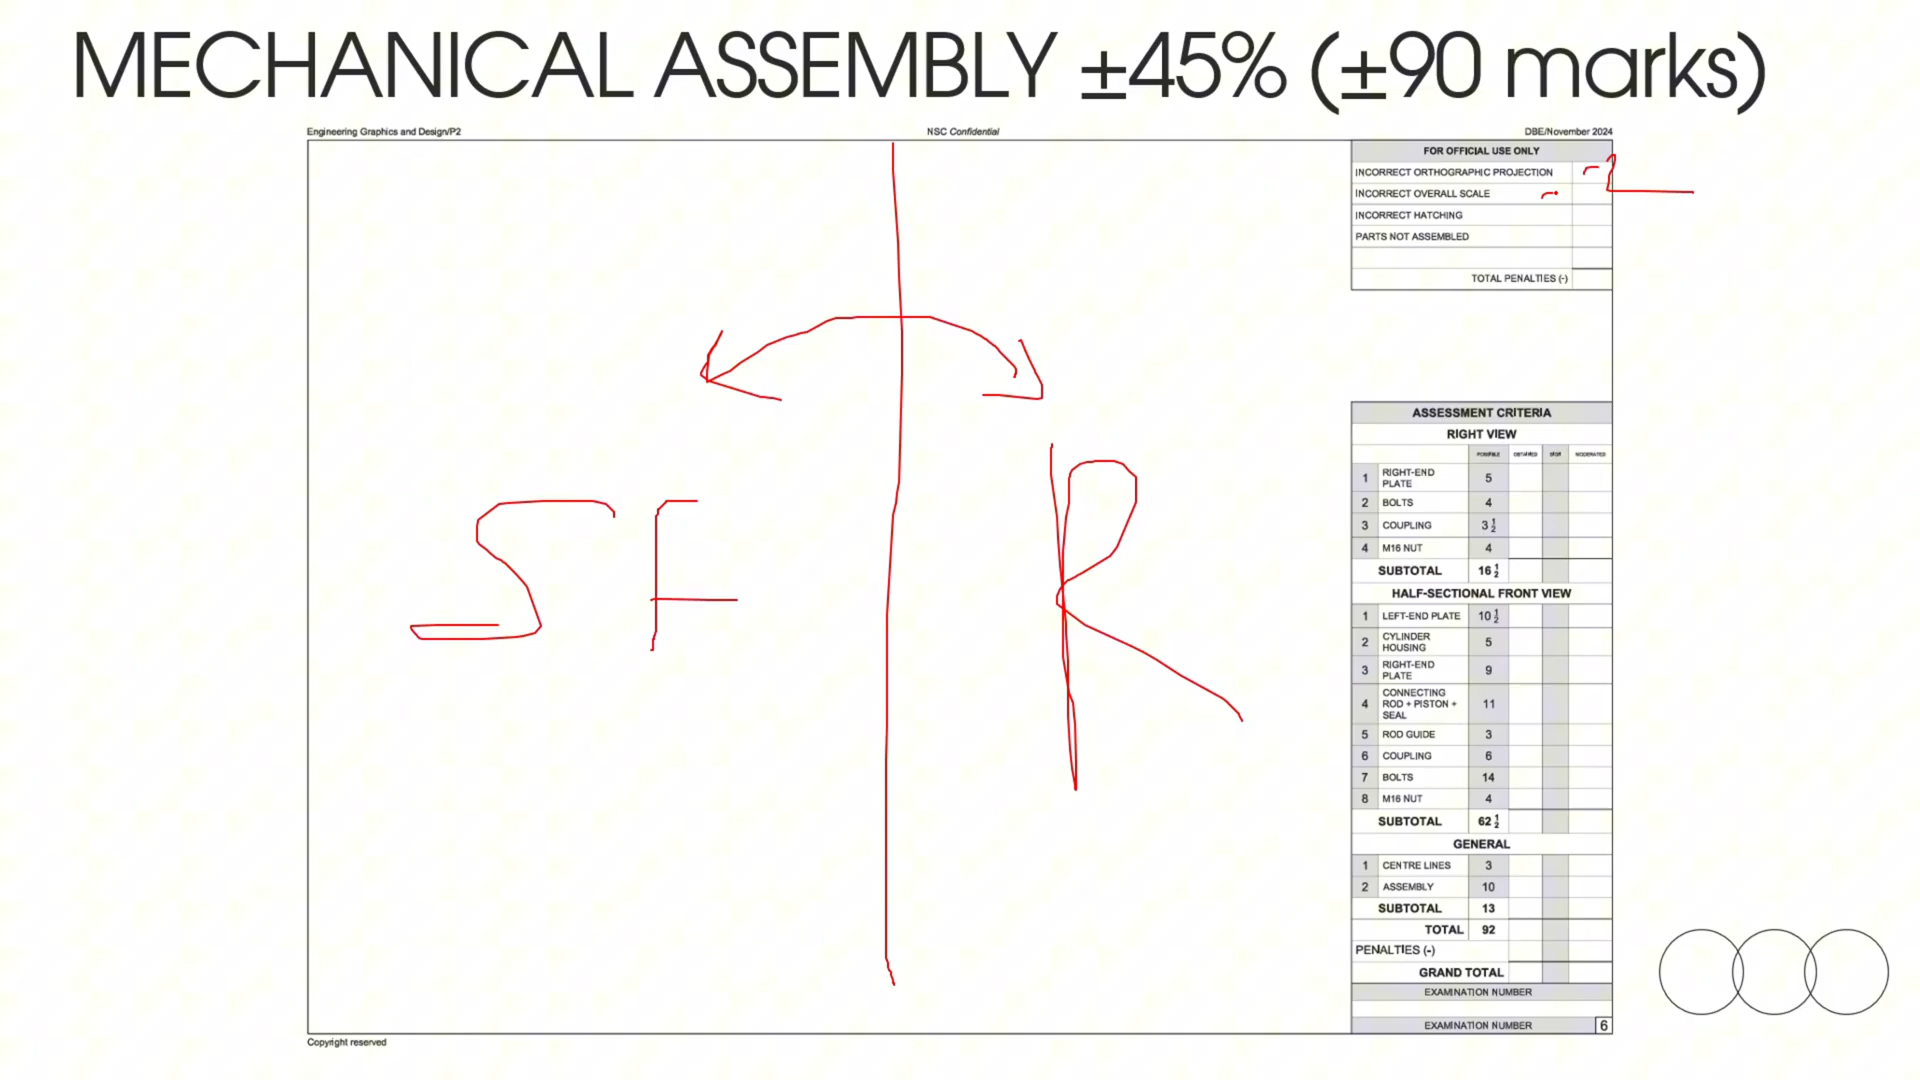 MECHANICAL ASSEMBLY ±45% (±90 marks)
Engineering Graphics and Design/P2 NSC Confidential DBE/November 2024
FOR OFFICIAL USE ONLY
INCORRECT ORTHOGRAPHIC PROJECTION
INCORRECT OVERALL SCALE
INCORRECT HATCHING
PARTS NOT ASSEMBLED
TOTAL PENALTIES (-)
SF R
ASSESSMENT CRITERIA
RIGHT VIEW
POSSIBLE OBTAINED SIGN MODERATED
1 RIGHT-END PLATE 5
2 BOLTS 4
3 COUPLING 3 1/2
4 M16 NUT 4
SUBTOTAL 16 1/2
HALF-SECTIONAL FRONT VIEW
1 LEFT-END PLATE 10 1/2
2 CYLINDER HOUSING 5
3 RIGHT-END PLATE 9
4 CONNECTING ROD + PISTON + SEAL 11
5 ROD GUIDE 3
6 COUPLING 6
7 BOLTS 14
8 M16 NUT 4
SUBTOTAL 62 1/2
GENERAL
1 CENTRE LINES 3
2 ASSEMBLY 10
SUBTOTAL 13
TOTAL 92
PENALTIES (-)
GRAND TOTAL
EXAMINATION NUMBER
EXAMINATION NUMBER 6
Copyright reserved